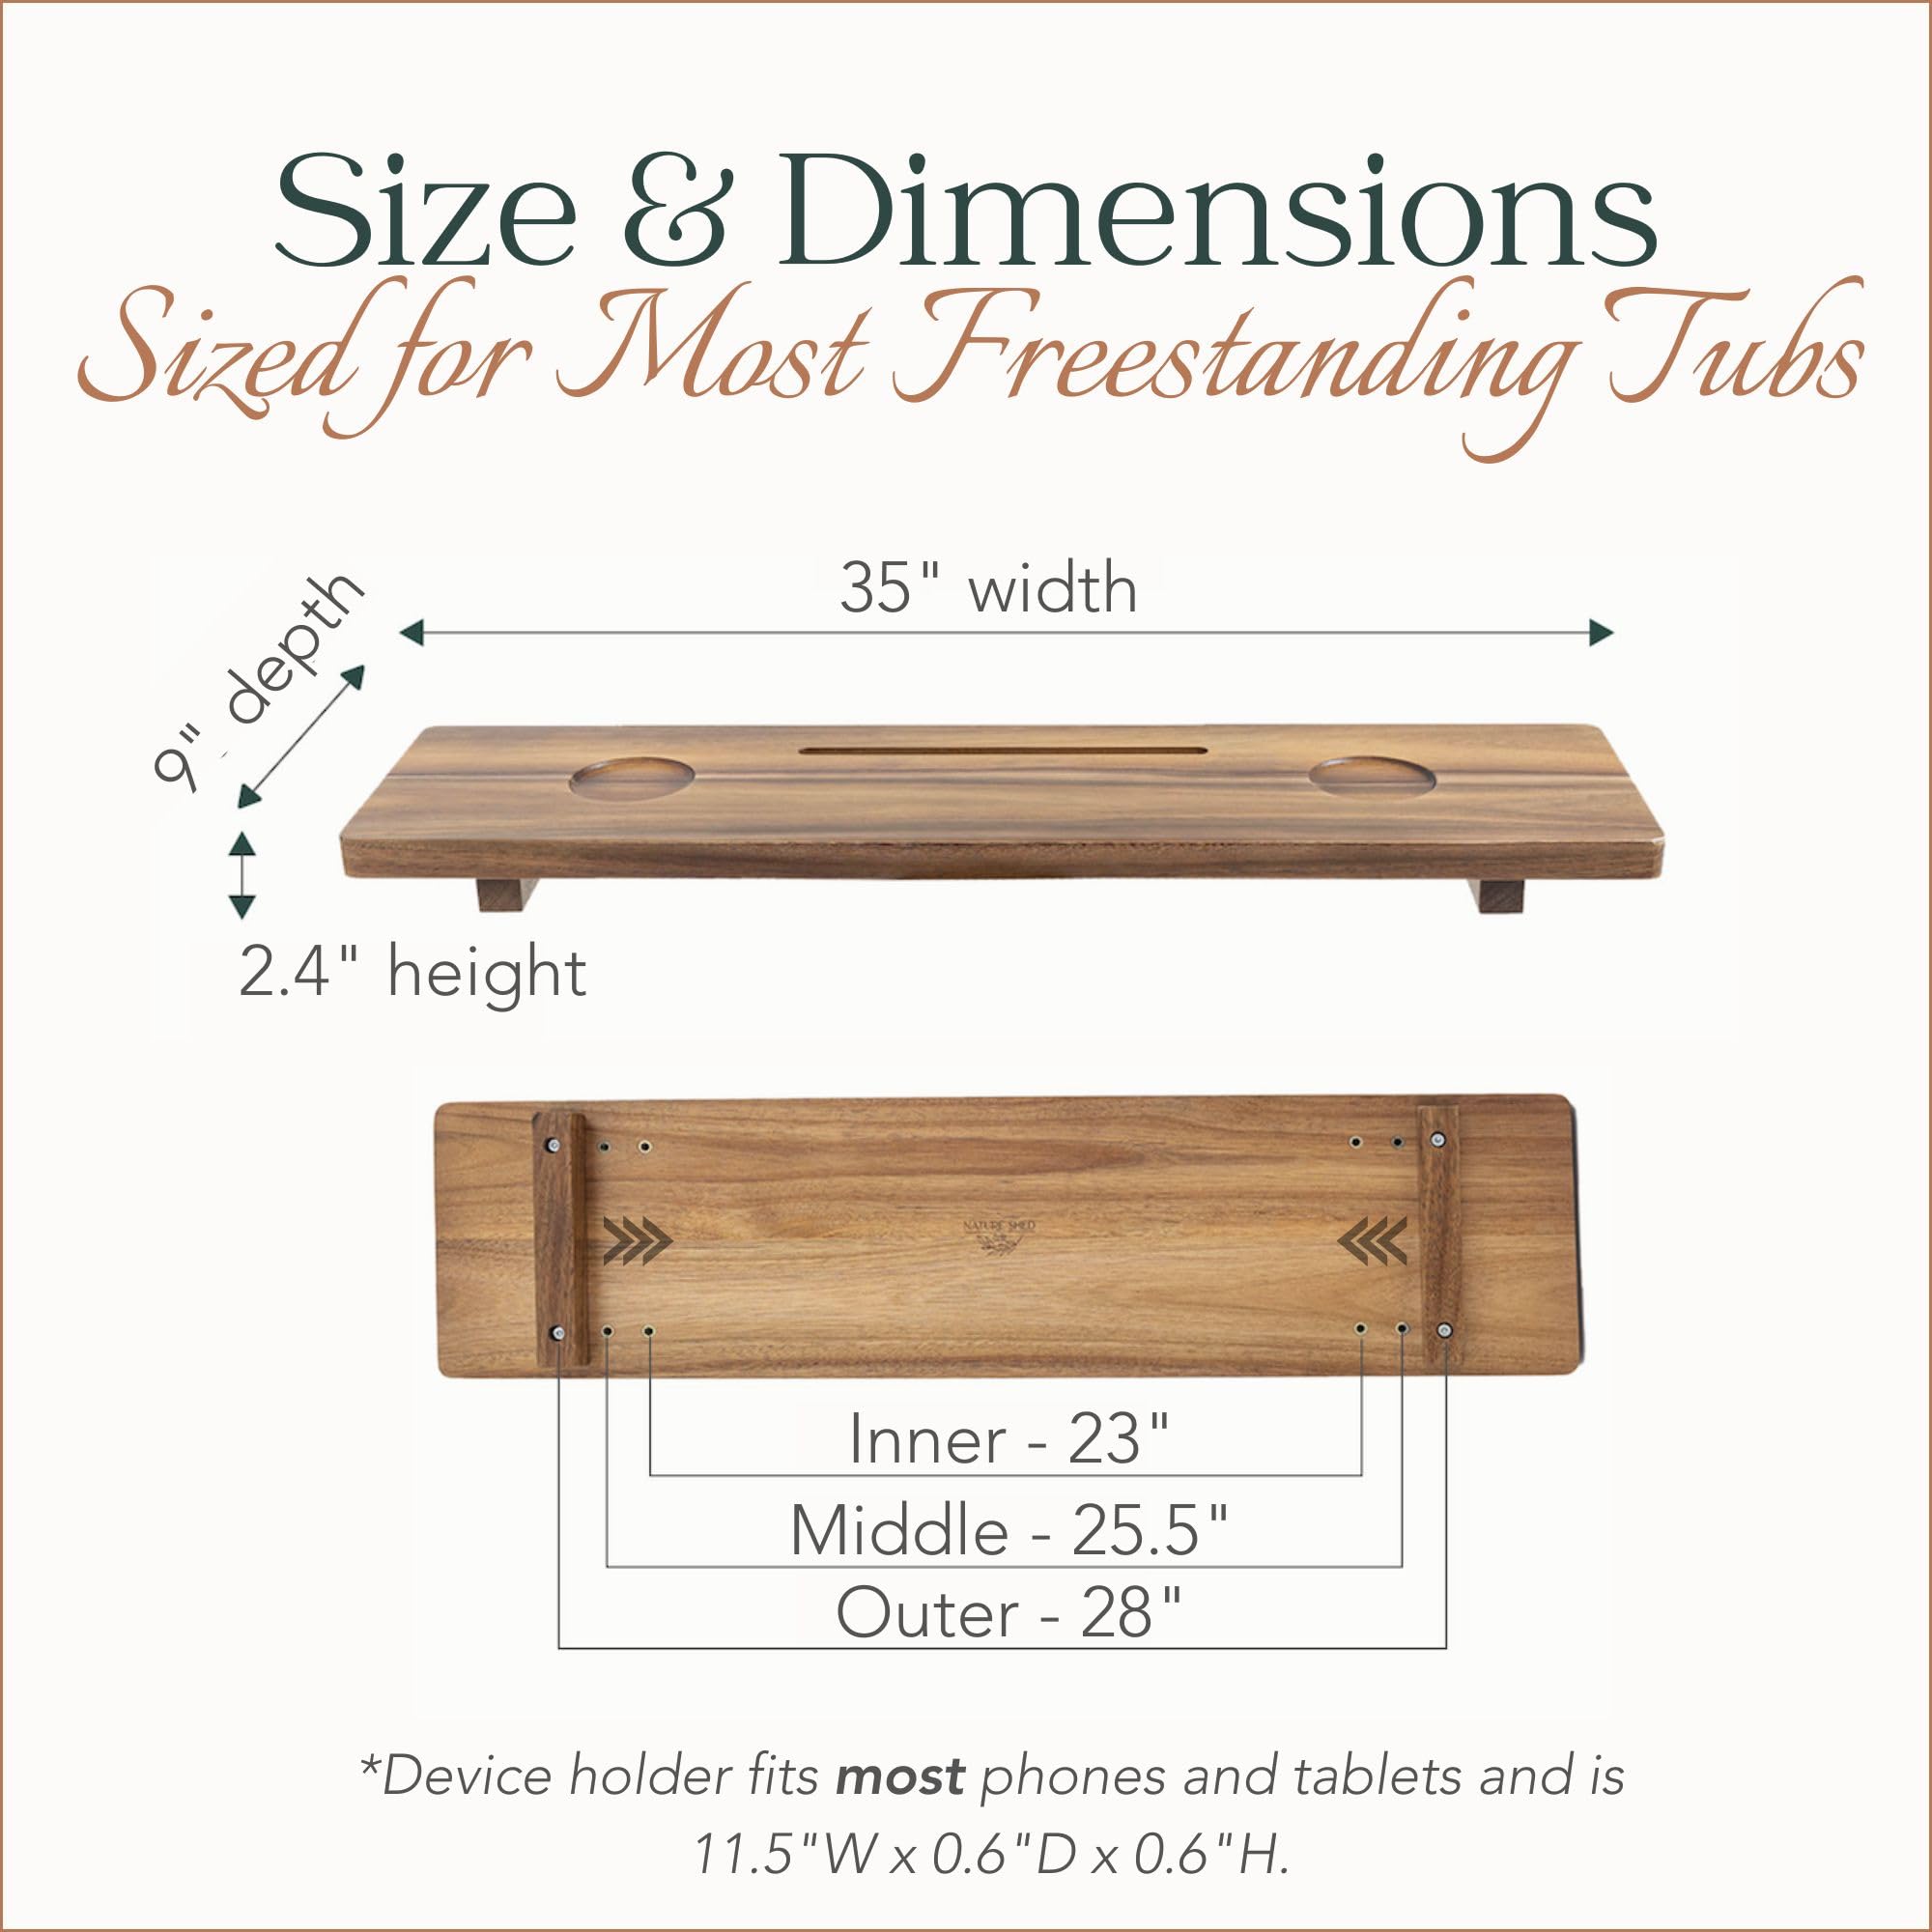 Size & Dimensions
Sized for Most Freestanding Tubs
35" width
9" depth
2.4" height
NATURE SHED
Inner - 23"
Middle - 25.5"
Outer - 28"
*Device holder fits most phones and tablets and is
11.5"W x 0.6"D x 0.6"H.